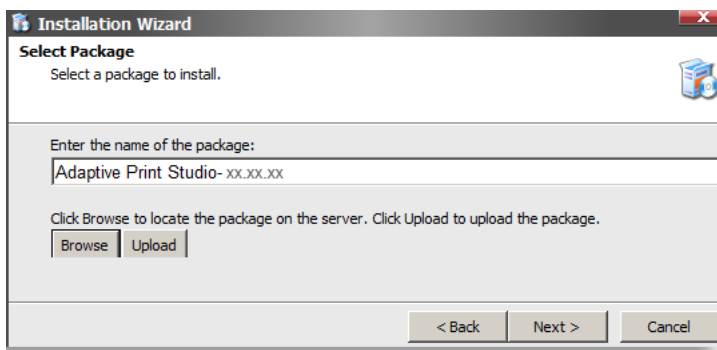 Installation Wizard
Select Package
Select a package to install.
Enter the name of the package:
Adaptive Print Studio- xx.xx.xx
Click Browse to locate the package on the server. Click Upload to upload the package.
Browse Upload
< Back Next > Cancel